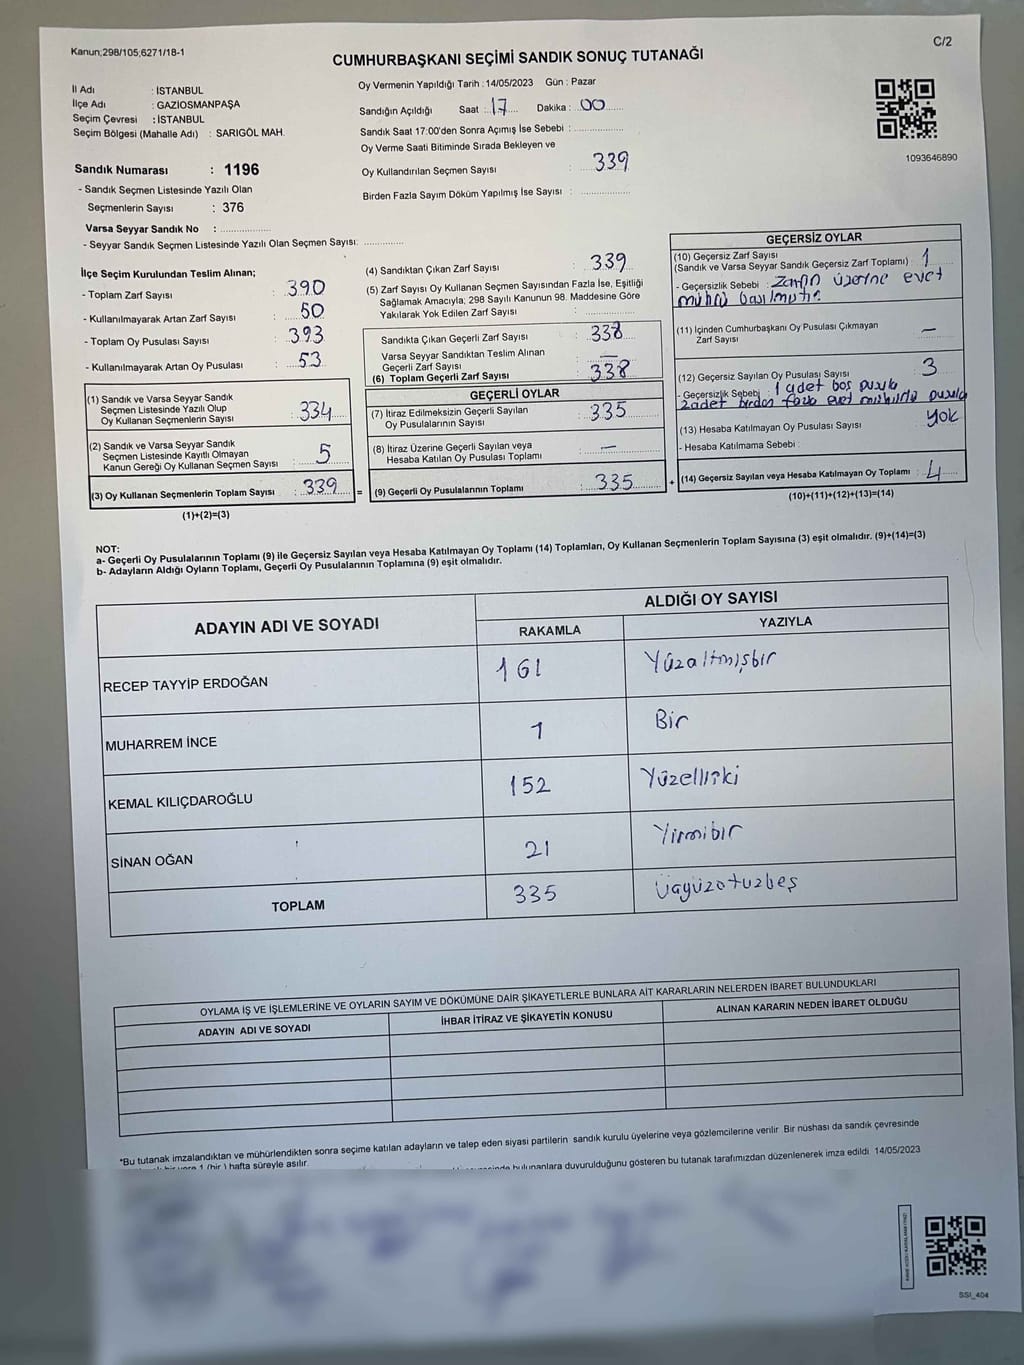 Kanun;298/105;6271/18-1
C/2
CUMHURBAŞKANI SEÇİMİ SANDIK SONUÇ TUTANAĞI
İl Adı : İSTANBUL
İlçe Adı : GAZİOSMANPAŞA
Seçim Çevresi : İSTANBUL
Seçim Bölgesi (Mahalle Adı) : SARIGÖL MAH.
Oy Vermenin Yapıldığı Tarih : 14/05/2023 Gün : Pazar
Sandığın Açıldığı Saat : 17 Dakika : 00
Sandık Saat 17:00'den Sonra Açımış İse Sebebi :
Oy Verme Saati Bitiminde Sırada Bekleyen ve
Oy Kullandırılan Seçmen Sayısı : 339
Birden Fazla Sayım Döküm Yapılmış İse Sayısı :
1093646890
Sandık Numarası : 1196
- Sandık Seçmen Listesinde Yazılı Olan
Seçmenlerin Sayısı : 376
Varsa Seyyar Sandık No :
- Seyyar Sandık Seçmen Listesinde Yazılı Olan Seçmen Sayısı:
İlçe Seçim Kurulundan Teslim Alınan;
- Toplam Zarf Sayısı : 390
- Kullanılmayarak Artan Zarf Sayısı : 50
- Toplam Oy Pusulası Sayısı : 393
- Kullanılmayarak Artan Oy Pusulası : 53
(1) Sandık ve Varsa Seyyar Sandık
Seçmen Listesinde Yazılı Olup
Oy Kullanan Seçmenlerin Sayısı : 334
(2) Sandık ve Varsa Seyyar Sandık
Seçmen Listesinde Kayıtlı Olmayan
Kanun Gereği Oy Kullanan Seçmen Sayısı : 5
(3) Oy Kullanan Seçmenlerin Toplam Sayısı : 339 =
(1)+(2)=(3)
(4) Sandıktan Çıkan Zarf Sayısı : 339
(5) Zarf Sayısı Oy Kullanan Seçmen Sayısından Fazla İse, Eşitliği
Sağlamak Amacıyla; 298 Sayılı Kanunun 98. Maddesine Göre
Yakılarak Yok Edilen Zarf Sayısı :
Sandıkta Çıkan Geçerli Zarf Sayısı : 338
Varsa Seyyar Sandıktan Teslim Alınan
Geçerli Zarf Sayısı : —
(6) Toplam Geçerli Zarf Sayısı : 338
GEÇERLİ OYLAR
(7) İtiraz Edilmeksizin Geçerli Sayılan
Oy Pusulalarının Sayısı : 335
(8) İtiraz Üzerine Geçerli Sayılan veya
Hesaba Katılan Oy Pusulası Toplamı : —
(9) Geçerli Oy Pusulalarının Toplamı : 335 +
GEÇERSİZ OYLAR
(10) Geçersiz Zarf Sayısı
(Sandık ve Varsa Seyyar Sandık Geçersiz Zarf Toplamı) : 1
- Geçersizlik Sebebi : Zarfın üzerine evet
mührü basılmıştır.
(11) İçinden Cumhurbaşkanı Oy Pusulası Çıkmayan
Zarf Sayısı —
(12) Geçersiz Sayılan Oy Pusulası Sayısı 3
- Geçersizlik Sebebi : 1 adet boş pusula
2 adet birden fazla evet mühürlü pusula
(13) Hesaba Katılmayan Oy Pusulası Sayısı yok
- Hesaba Katılmama Sebebi :
(14) Geçersiz Sayılan veya Hesaba Katılmayan Oy Toplamı : 4
(10)+(11)+(12)+(13)=(14)
NOT:
a- Geçerli Oy Pusulalarının Toplamı (9) ile Geçersiz Sayılan veya Hesaba Katılmayan Oy Toplamı (14) Toplamları, Oy Kullanan Seçmenlerin Toplam Sayısına (3) eşit olmalıdır. (9)+(14)=(3)
b- Adayların Aldığı Oyların Toplamı, Geçerli Oy Pusulalarının Toplamına (9) eşit olmalıdır.
ADAYIN ADI VE SOYADI
ALDIĞI OY SAYISI
RAKAMLA YAZIYLA
RECEP TAYYİP ERDOĞAN 161 Yüzaltmışbir
MUHARREM İNCE 1 Bir
KEMAL KILIÇDAROĞLU 152 Yüzelliiki
SİNAN OĞAN 21 Yirmibir
TOPLAM 335 Üçyüzotuzbeş
OYLAMA İŞ VE İŞLEMLERİNE VE OYLARIN SAYIM VE DÖKÜMÜNE DAİR ŞİKAYETLERLE BUNLARA AİT KARARLARIN NELERDEN İBARET BULUNDUKLARI
ADAYIN ADI VE SOYADI İHBAR İTİRAZ VE ŞİKAYETİN KONUSU ALINAN KARARIN NEDEN İBARET OLDUĞU
*Bu tutanak imzalandıktan ve mühürlendikten sonra seçime katılan adayların ve talep eden siyasi partilerin sandık kurulu üyelerine veya gözlemcilerine verilir Bir nüshası da sandık çevresinde
1 (bir ) hafta süreyle asılır.
bulunanlara duyurulduğunu gösteren bu tutanak tarafımızdan düzenlenerek imza edildi 14/05/2023
SSI_404